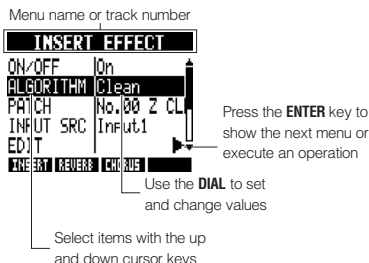 Menu name or track number
INSERT EFFECT
ON/OFF On
ALGORITHM Clean
PATCH No.00 Z CL
INPUT SRC Input1
EDIT
INSERT REVERB CHORUS
Press the ENTER key to
show the next menu or
execute an operation
Use the DIAL to set
and change values
Select items with the up
and down cursor keys